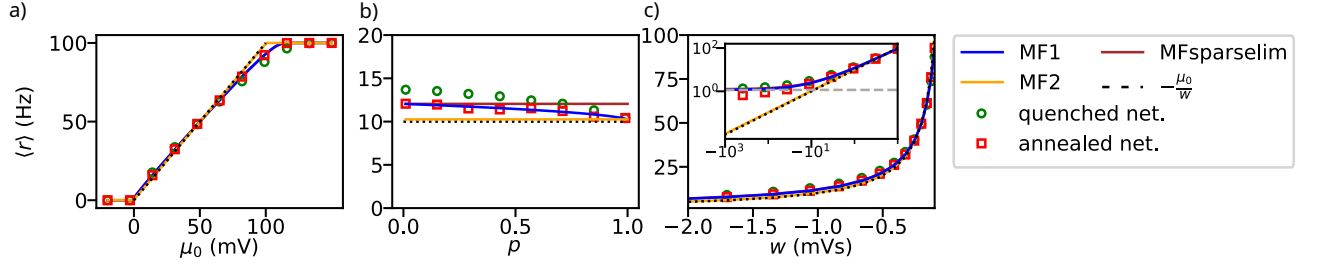 a)
b)
c)
100
50
0
⟨r⟩ (Hz)
0
50
100
μ₀ (mV)
25
20
15
10
5
0
0.0
0.5
1.0
p
100
75
50
25
10²
10⁰
−10³
−10¹
−2.0
−1.5
−1.0
−0.5
w (mVs)
MF1
MF2
quenched net.
annealed net.
MFsparselim
−μ₀/w